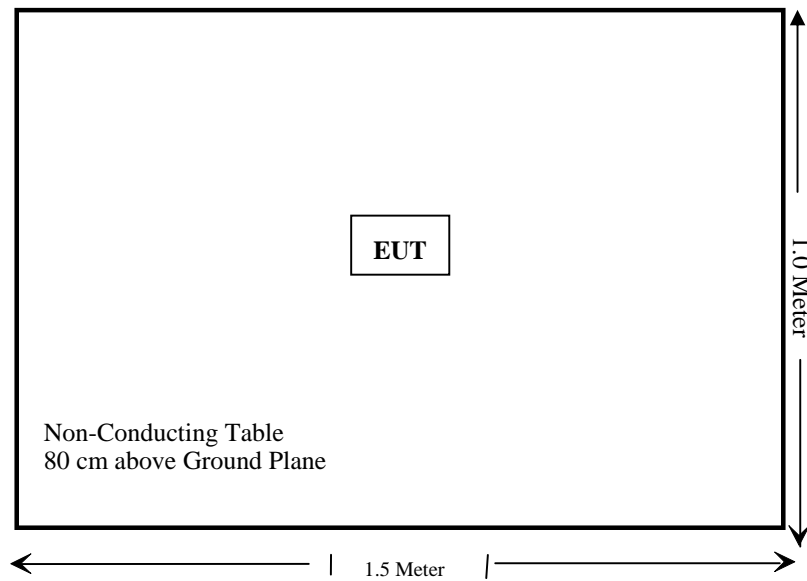 EUT
1.0 Meter
Non-Conducting Table
80 cm above Ground Plane
1.5 Meter